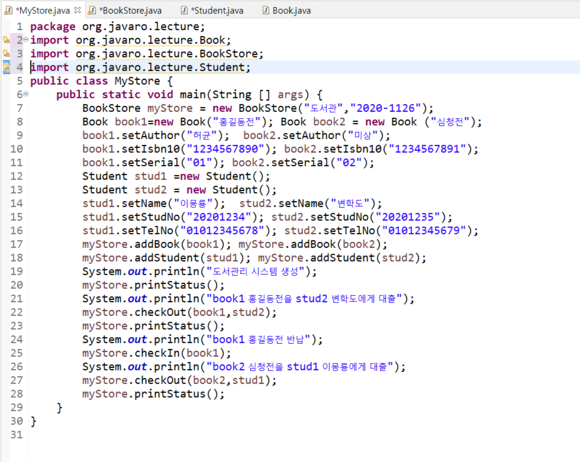 *MyStore.java *BookStore.java *Student.java Book.java
1 package org.javaro.lecture;
2 import org.javaro.lecture.Book;
3 import org.javaro.lecture.BookStore;
4 import org.javaro.lecture.Student;
5 public class MyStore {
6 public static void main(String [] args) {
7 BookStore myStore = new BookStore("도서관","2020-1126");
8 Book book1=new Book("홍길동전"); Book book2 = new Book ("심청전");
9 book1.setAuthor("허균"); book2.setAuthor("미상");
10 book1.setIsbn10("1234567890"); book2.setIsbn10("1234567891");
11 book1.setSerial("01"); book2.setSerial("02");
12 Student stud1 =new Student();
13 Student stud2 = new Student();
14 stud1.setName("이몽룡"); stud2.setName("변학도");
15 stud1.setStudNo("20201234"); stud2.setStudNo("20201235");
16 stud1.setTelNo("01012345678"); stud2.setTelNo("01012345679");
17 myStore.addBook(book1); myStore.addBook(book2);
18 myStore.addStudent(stud1); myStore.addStudent(stud2);
19 System.out.println("도서관리 시스템 생성");
20 myStore.printStatus();
21 System.out.println("book1 홍길동전을 stud2 변학도에게 대출");
22 myStore.checkOut(book1,stud2);
23 myStore.printStatus();
24 System.out.println("book1 홍길동전 반납");
25 myStore.checkIn(book1);
26 System.out.println("book2 심청전을 stud1 이몽룡에게 대출");
27 myStore.checkOut(book2,stud1);
28 myStore.printStatus();
29 }
30 }
31